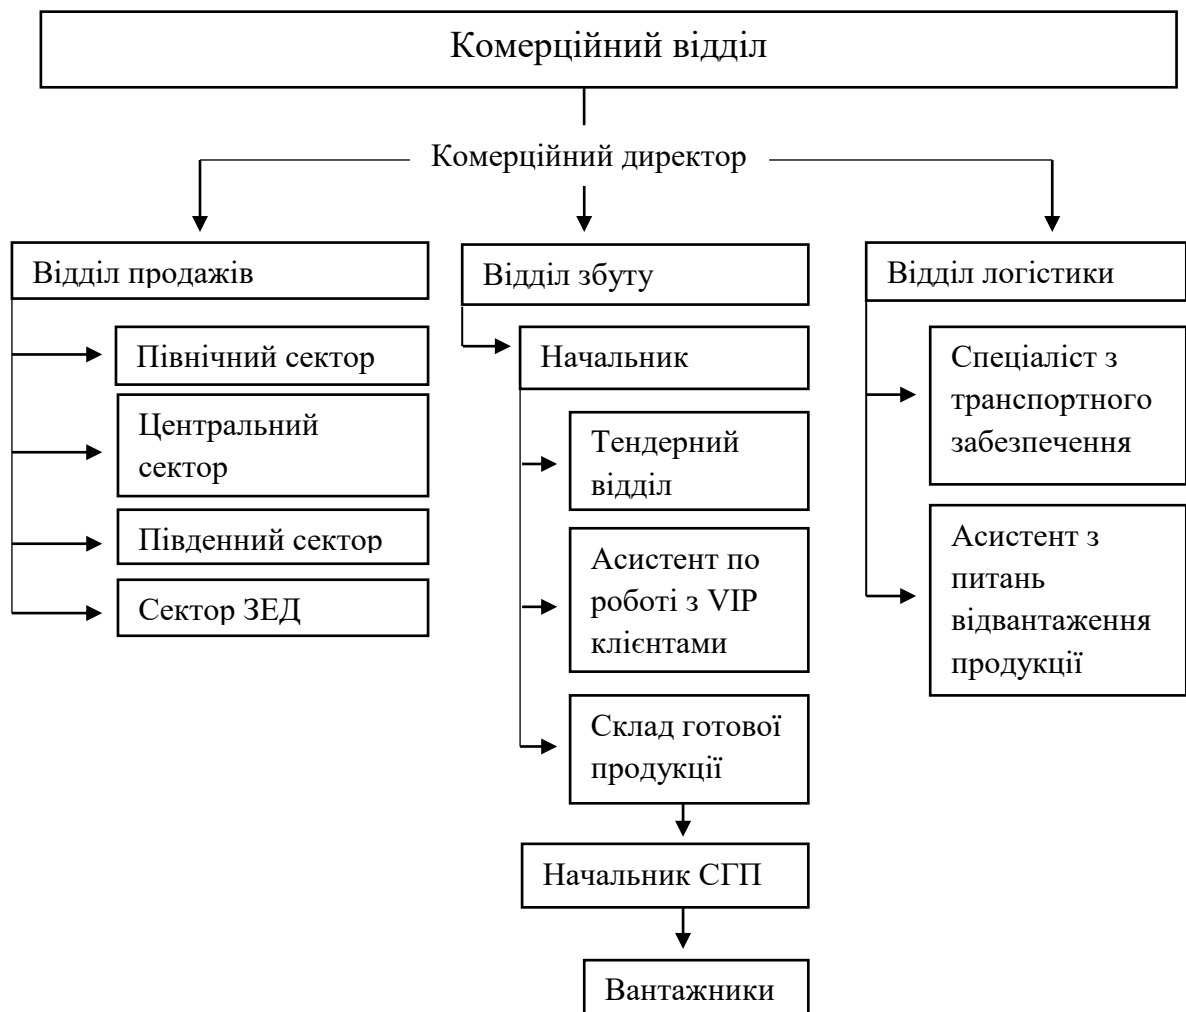 Комерційний відділ
Комерційний директор
Відділ продажів
Північний сектор
Центральний
сектор
Південний сектор
Сектор ЗЕД
Відділ збуту
Начальник
Тендерний
відділ
Асистент по
роботі з VIP
клієнтами
Склад готової
продукції
Начальник СГП
Вантажники
Відділ логістики
Спеціаліст з
транспортного
забезпечення
Асистент з
питань
відвантаження
продукції